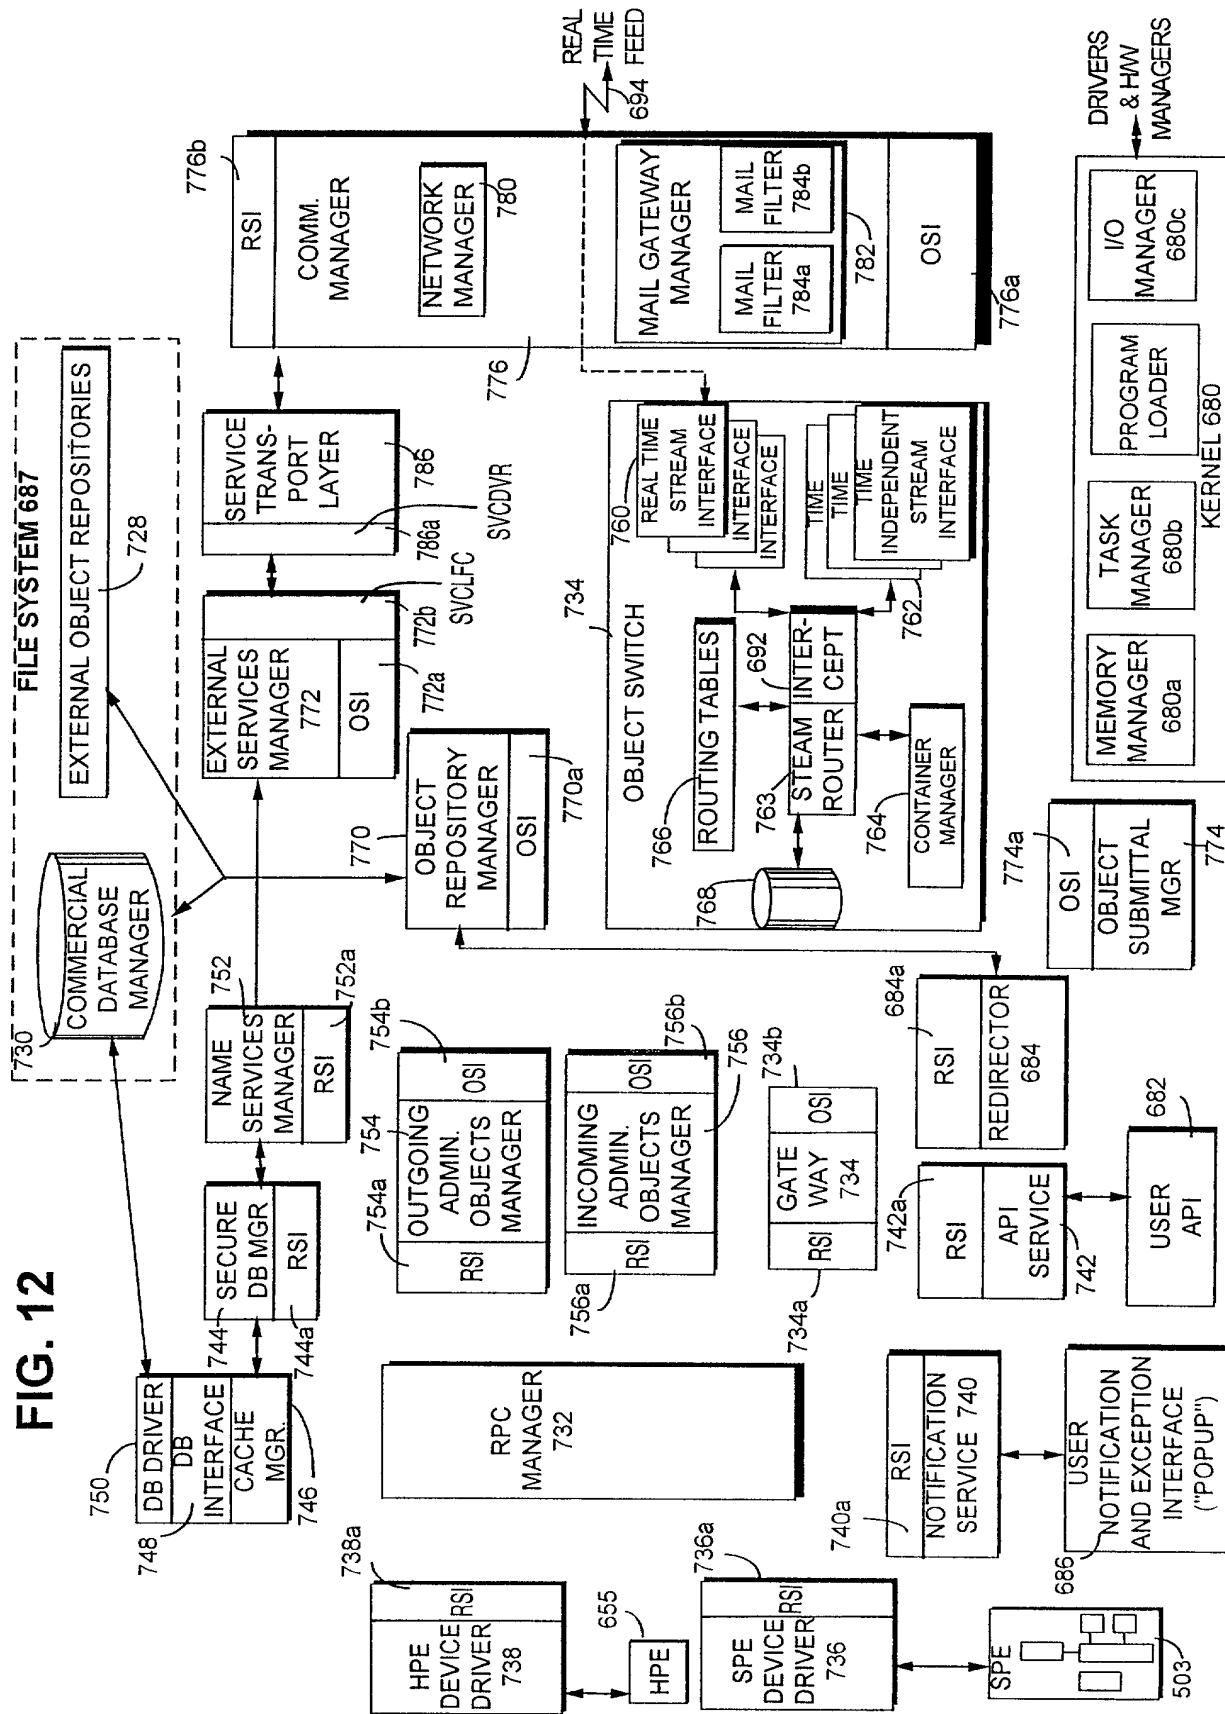 FIG. 12
FILE SYSTEM 687
730
COMMERCIAL
DATABASE
MANAGER
EXTERNAL OBJECT REPOSITORIES
728
750
DB DRIVER
DB
INTERFACE
CACHE
MGR.
748
746
744
SECURE
DB MGR
RSI
744a
NAME
SERVICES
MANAGER
752
RSI
752a
EXTERNAL
SERVICES
MANAGER
772
OSI
772a
772b
SVCLFC
SERVICE
TRANS-
PORT
LAYER
786
786a
SVCDVR
776b
RSI
COMM.
MANAGER
NETWORK
MANAGER
780
776
MAIL GATEWAY
MANAGER
MAIL
FILTER
784a
MAIL
FILTER
784b
782
OSI
776a
REAL
TIME
FEED
694
738a
HPE
DEVICE
DRIVER
738
RSI
655
HPE
736a
SPE
DEVICE
DRIVER
736
RSI
SPE
503
RPC
MANAGER
732
754a
754
754b
RSI
OUTGOING
ADMIN.
OBJECTS
MANAGER
OSI
756a
RSI
INCOMING
ADMIN.
OBJECTS
MANAGER
OSI
756b
756
734a
RSI
GATE
WAY
734
OSI
734b
770
OBJECT
REPOSITORY
MANAGER
OSI
770a
734
OBJECT SWITCH
768
766
ROUTING TABLES
763
692
STEAM
ROUTER
INTER-
CEPT
764
CONTAINER
MANAGER
760
REAL TIME
STREAM
INTERFACE
INTERFACE
INTERFACE
TIME
TIME
TIME
INDEPENDENT
STREAM
INTERFACE
762
740a
RSI
NOTIFICATION
SERVICE 740
686
USER
NOTIFICATION
AND EXCEPTION
INTERFACE
("POPUP")
742a
RSI
API
SERVICE
742
USER
API
682
684a
RSI
REDIRECTOR
684
774a
OSI
OBJECT
SUBMITTAL
MGR
774
MEMORY
MANAGER
680a
TASK
MANAGER
680b
PROGRAM
LOADER
I/O
MANAGER
680c
KERNEL 680
DRIVERS
& H/W
MANAGERS